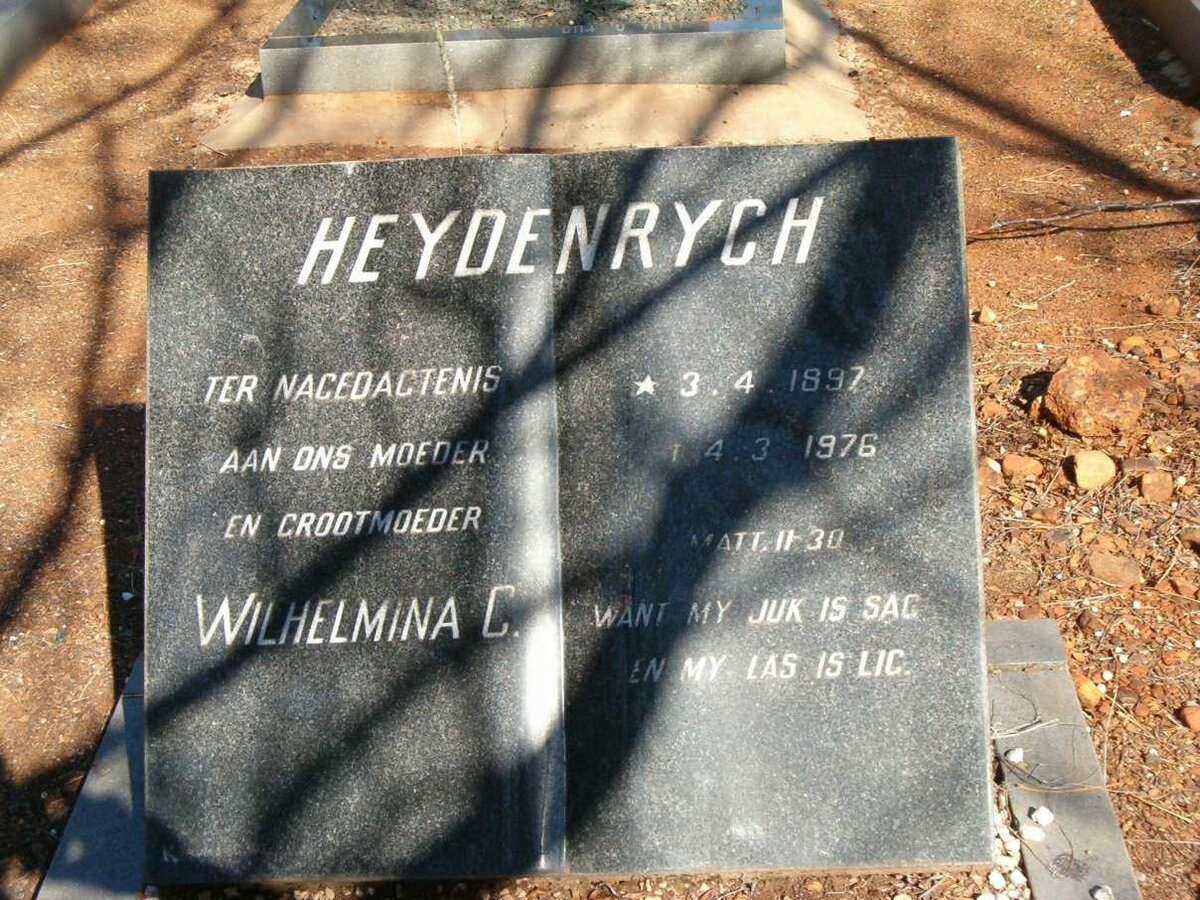 HEYDENRYCH
TER NAGEDAGTENIS
AAN ONS MOEDER
EN GROOTMOEDER
WILHELMINA C.
★ 3.4.1897
† 4.3.1976
MATT. 11-30
WANT MY JUK IS SAG
EN MY LAS IS LIG.